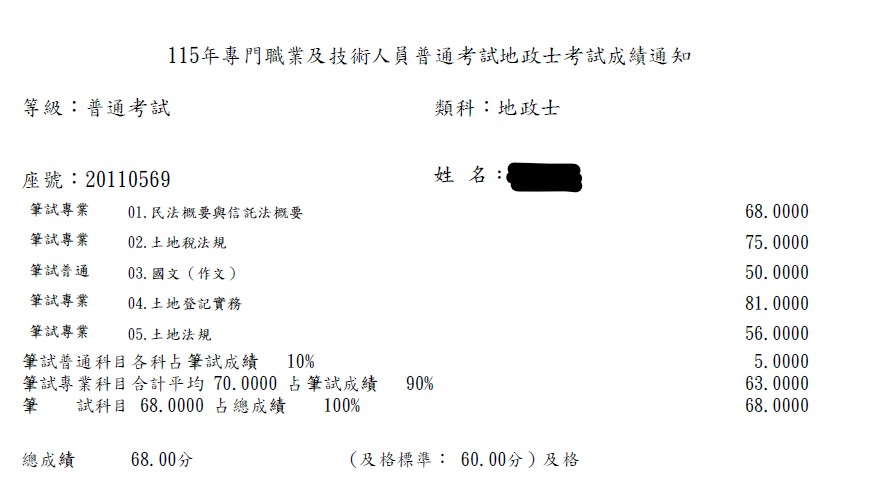 115年專門職業及技術人員普通考試地政士考試成績通知
等級：普通考試 類科：地政士
座號：20110569 姓 名：
筆試專業 01.民法概要與信託法概要 68.0000
筆試專業 02.土地稅法規 75.0000
筆試普通 03.國文（作文） 50.0000
筆試專業 04.土地登記實務 81.0000
筆試專業 05.土地法規 56.0000
筆試普通科目各科占筆試成績 10% 5.0000
筆試專業科目合計平均 70.0000 占筆試成績 90% 63.0000
筆 試科目 68.0000 占總成績 100% 68.0000
總成績 68.00分 （及格標準： 60.00分）及格